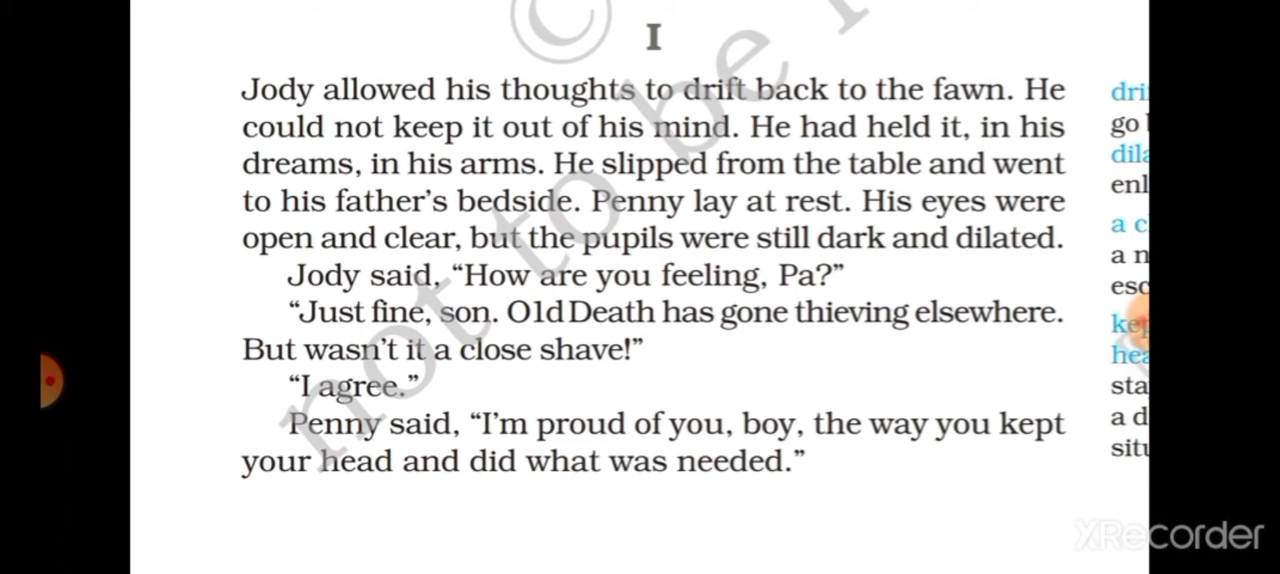 I
Jody allowed his thoughts to drift back to the fawn. He
could not keep it out of his mind. He had held it, in his
dreams, in his arms. He slipped from the table and went
to his father’s bedside. Penny lay at rest. His eyes were
open and clear, but the pupils were still dark and dilated.
Jody said, “How are you feeling, Pa?”
“Just fine, son. Old Death has gone thieving elsewhere.
But wasn’t it a close shave!”
“I agree.”
Penny said, “I’m proud of you, boy, the way you kept
your head and did what was needed.”
go
a
a n
a d
©
not to be
XRecorder